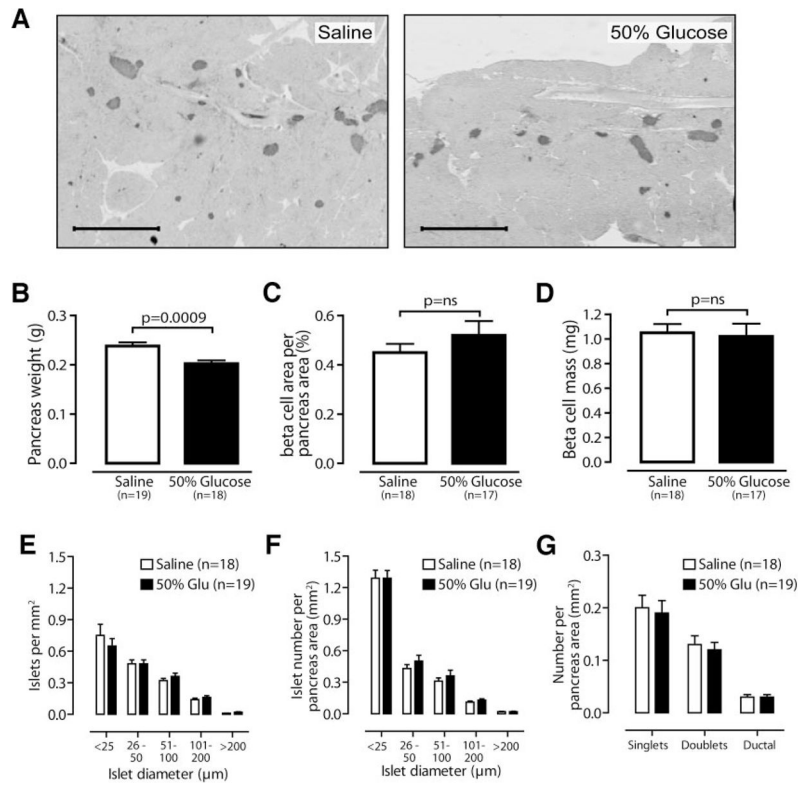 A
Saline
50% Glucose
B
Pancreas weight (g)
0.3
0.2
0.1
0.0
p=0.0009
Saline
(n=19)
50% Glucose
(n=18)
C
beta cell area per
pancreas area (%)
0.6
0.4
0.2
0.0
p=ns
Saline
(n=18)
50% Glucose
(n=17)
D
Beta cell mass (mg)
1.2
1.0
0.8
0.6
0.4
0.2
0.0
p=ns
Saline
(n=18)
50% Glucose
(n=17)
E
Islets per mm²
1.5
1.2
0.9
0.6
0.3
0.0
Saline (n=18)
50% Glu (n=19)
<25
26-
50
51-
100
101-
200
>200
Islet diameter (µm)
F
Islet number per
pancreas area (mm²)
1.5
1.2
0.9
0.6
0.3
0.0
Saline (n=18)
50% Glu (n=19)
<25
26-
50
51-
100
101-
200
>200
Islet diameter (µm)
G
Number per
pancreas area (mm²)
0.3
0.2
0.1
0.0
Saline (n=18)
50% Glu (n=19)
Singlets
Doublets
Ductal